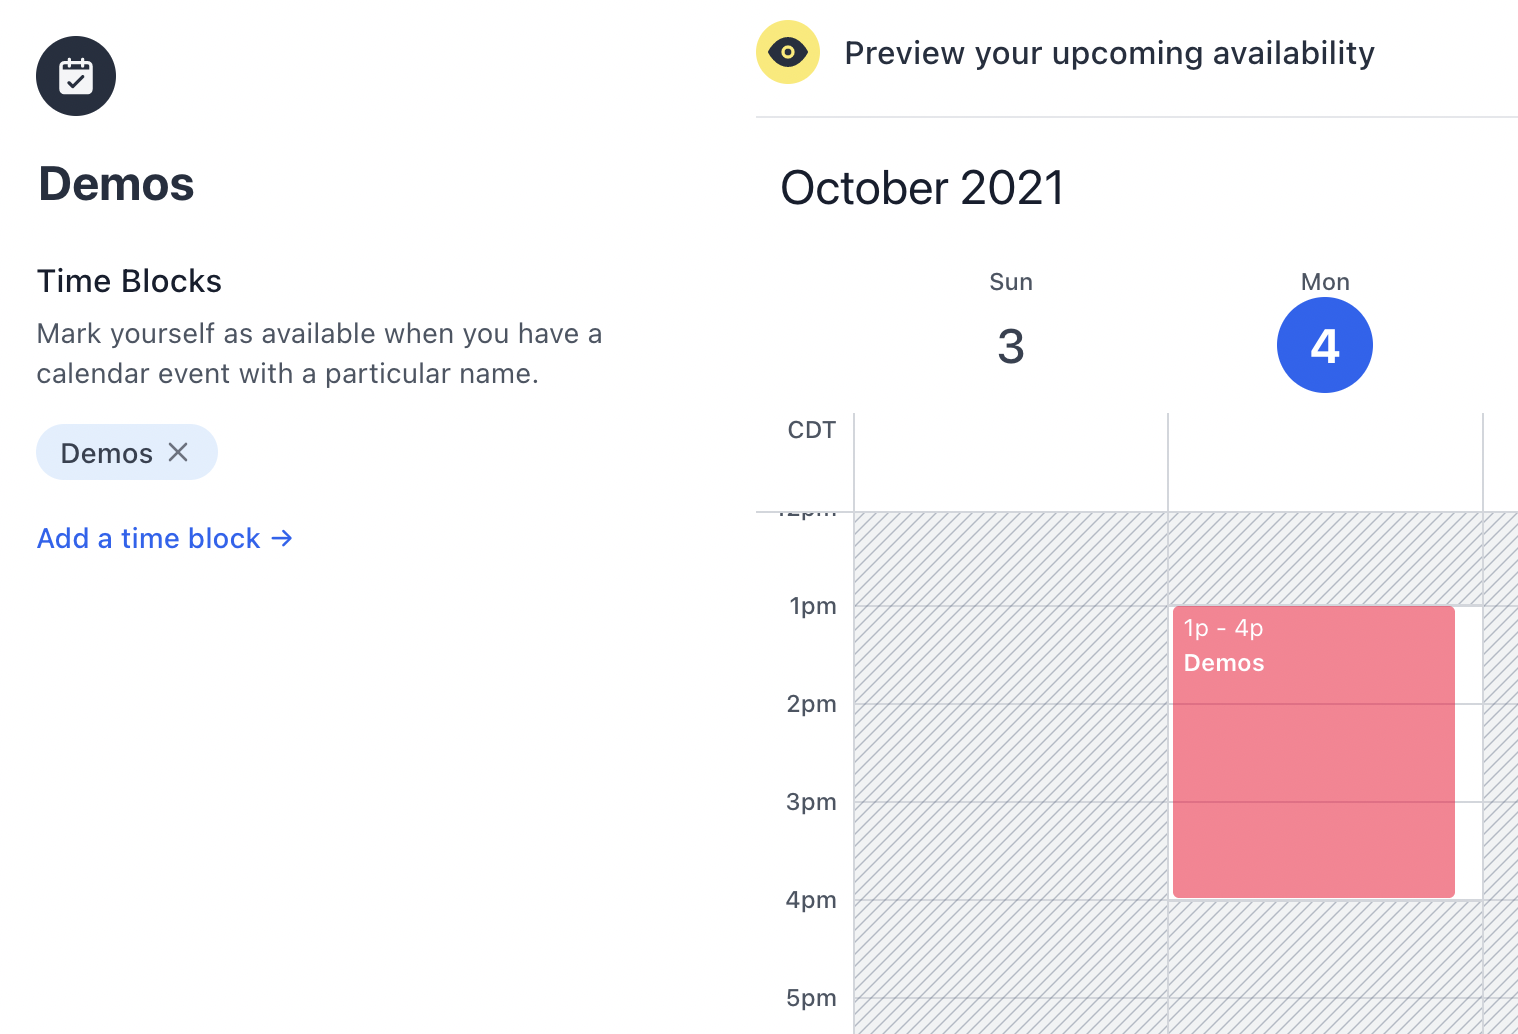 Demos
Time Blocks
Mark yourself as available when you have a
calendar event with a particular name.
Demos
Add a time block →
Preview your upcoming availability
October 2021
Sun
Mon
3
4
CDT
12pm
1pm
1p - 4p
Demos
2pm
3pm
4pm
5pm